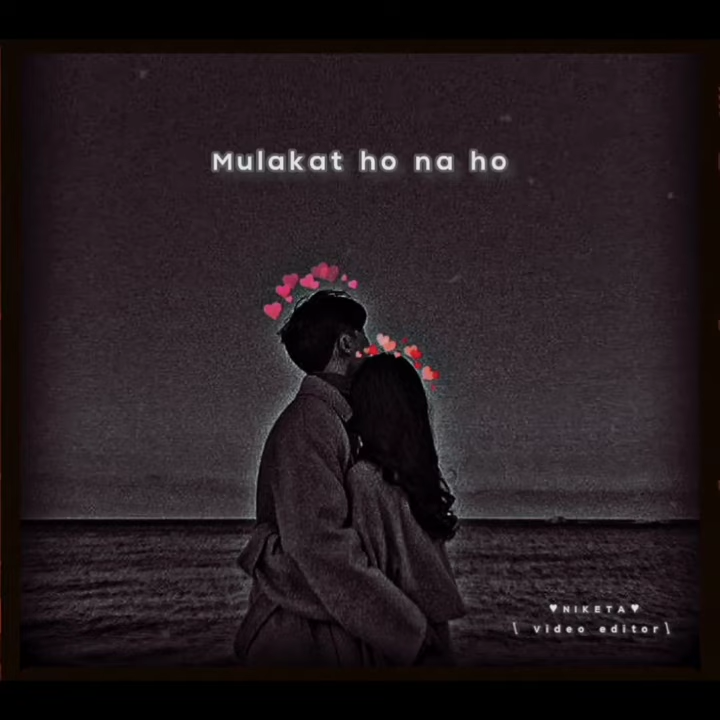 Mulakat ho na ho
♥NIKETA♥
[ video editor]